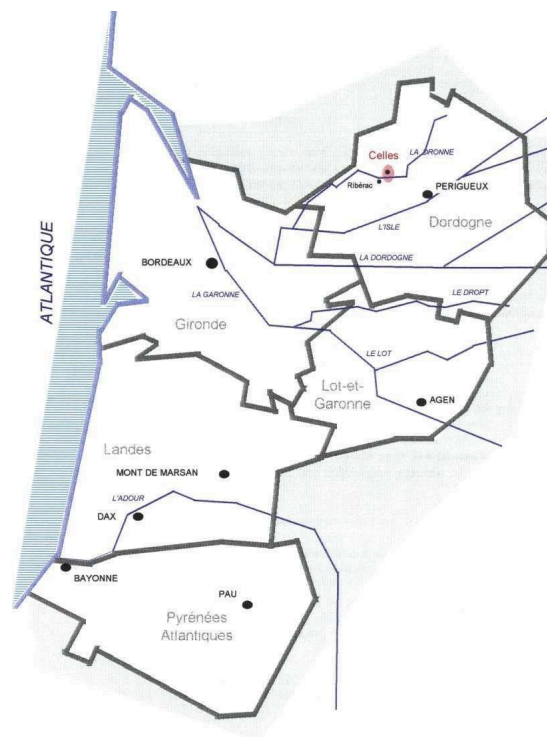 Celles
LA DRONNE
Ribérac
PERIGUEUX
L'ISLE
Dordogne
ATLANTIQUE
BORDEAUX
LA DORDOGNE
LA GARONNE
LE DROPT
Gironde
LE LOT
Lot-et-
Garonne
AGEN
Landes
MONT DE MARSAN
L'ADOUR
DAX
BAYONNE
PAU
Pyrénées
Atlantiques